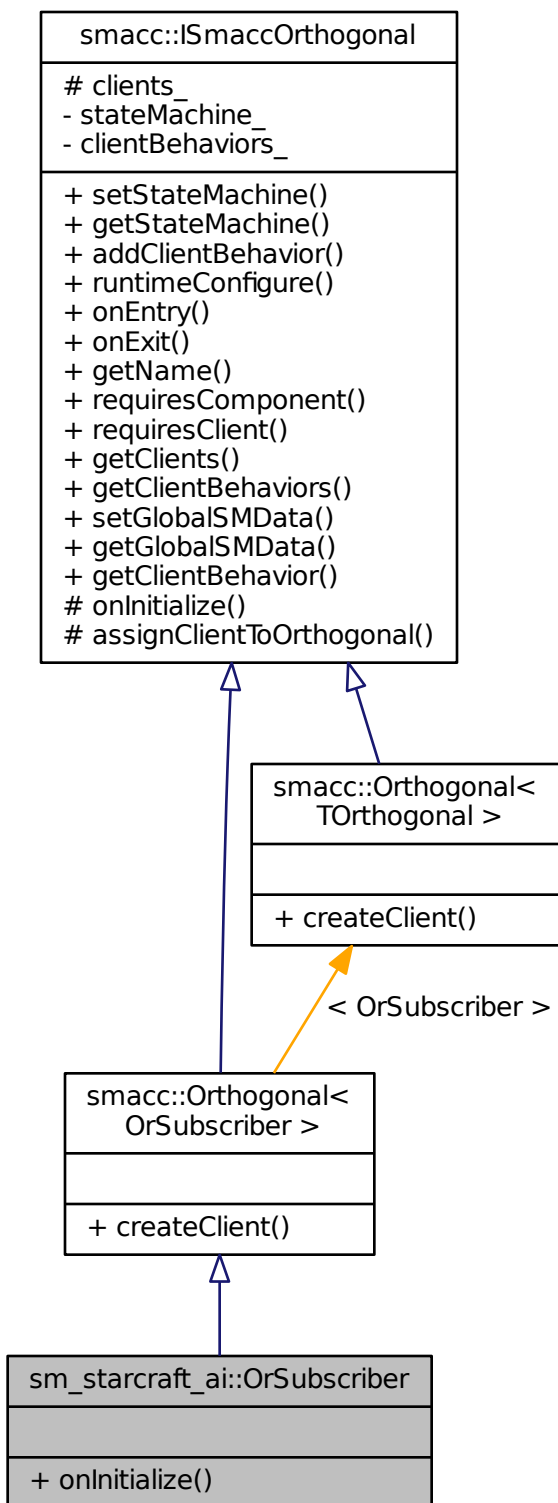 smacc::ISmaccOrthogonal
# clients_
- stateMachine_
- clientBehaviors_
+ setStateMachine()
+ getStateMachine()
+ addClientBehavior()
+ runtimeConfigure()
+ onEntry()
+ onExit()
+ getName()
+ requiresComponent()
+ requiresClient()
+ getClients()
+ getClientBehaviors()
+ setGlobalSMData()
+ getGlobalSMData()
+ getClientBehavior()
# onInitialize()
# assignClientToOrthogonal()
smacc::Orthogonal<
TOrthogonal >
+ createClient()
< OrSubscriber >
smacc::Orthogonal<
OrSubscriber >
+ createClient()
sm_starcraft_ai::OrSubscriber
+ onInitialize()